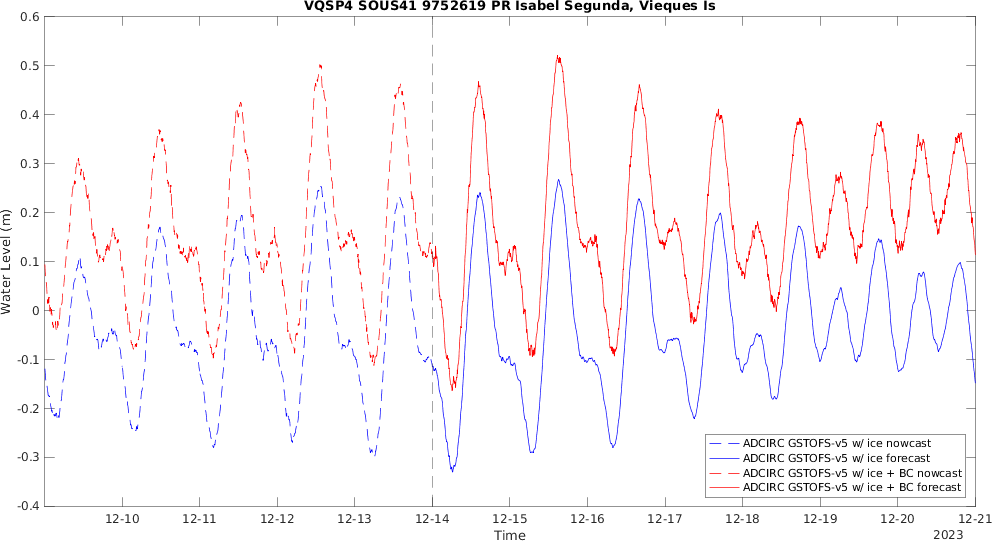 VQSP4 SOUS41 9752619 PR Isabel Segunda, Vieques Is
0.6
0.5
0.4
0.3
0.2
0.1
0
-0.1
-0.2
-0.3
-0.4
Water Level (m)
ADCIRC GSTOFS-v5 w/ ice nowcast
ADCIRC GSTOFS-v5 w/ ice forecast
ADCIRC GSTOFS-v5 w/ ice + BC nowcast
ADCIRC GSTOFS-v5 w/ ice + BC forecast
12-10 12-11 12-12 12-13 12-14 12-15 12-16 12-17 12-18 12-19 12-20 12-21
Time
2023